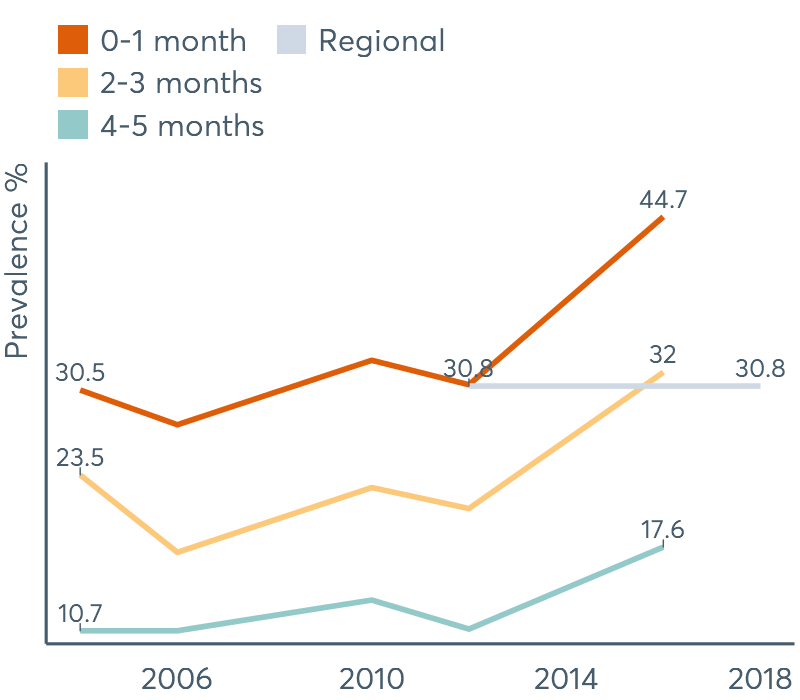 0-1 month
Regional
2-3 months
4-5 months
Prevalence %
44.7
30.5
30.8
32
30.8
23.5
17.6
10.7
2006
2010
2014
2018